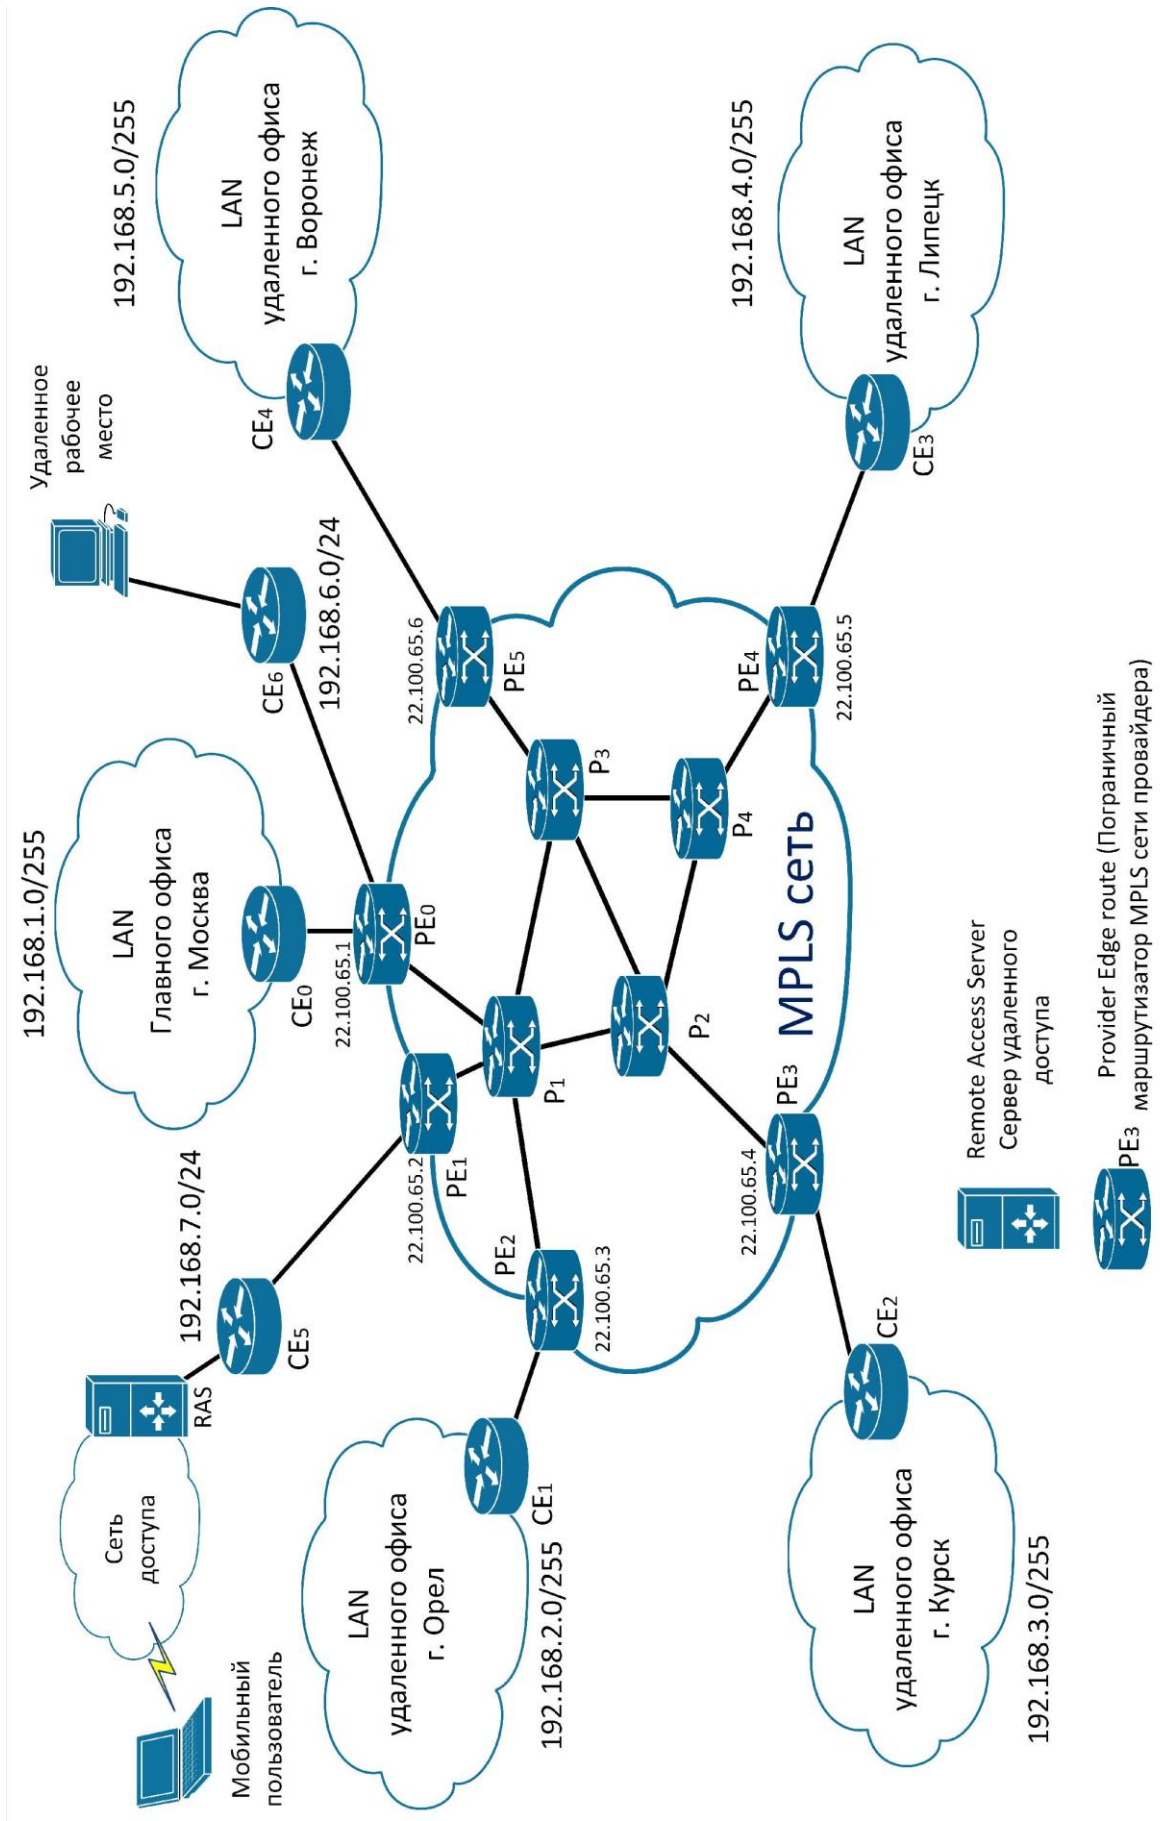 Мобильный
пользователь
Сеть
доступа
RAS
192.168.7.0/24
CE5
192.168.1.0/255
LAN
Главного офиса
г. Москва
CE0
Удаленное
рабочее
место
CE6
192.168.6.0/24
192.168.5.0/255
LAN
удаленного офиса
г. Воронеж
CE4
22.100.65.1
PE0
22.100.65.2
PE1
22.100.65.6
PE5
LAN
удаленного офиса
г. Орел
CE1
192.168.2.0/255
PE2
22.100.65.3
P1
P3
P2
P4
22.100.65.4
PE3
MPLS сеть
PE4
22.100.65.5
192.168.4.0/255
LAN
удаленного офиса
г. Липецк
CE3
LAN
удаленного офиса
г. Курск
CE2
192.168.3.0/255
Remote Access Server
Сервер удаленного
доступа
PE3
Provider Edge route (Пограничный
маршрутизатор MPLS сети провайдера)